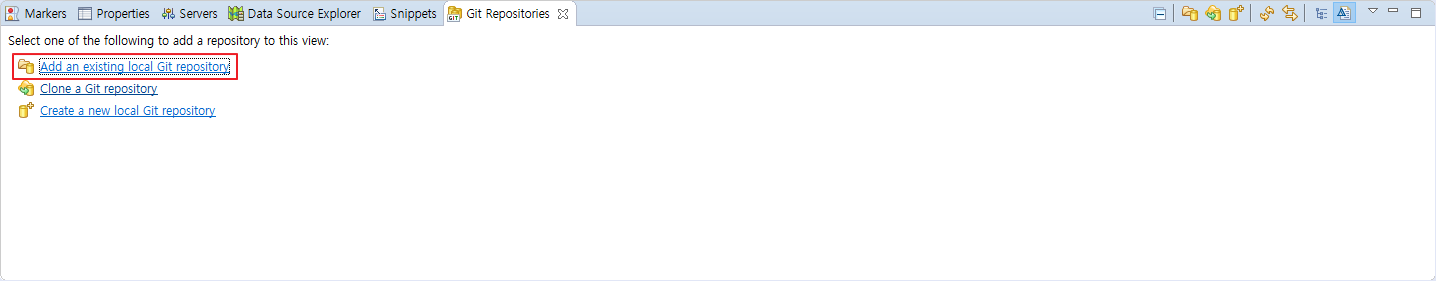 Markers Properties Servers Data Source Explorer Snippets Git Repositories
Select one of the following to add a repository to this view:
Add an existing local Git repository
Clone a Git repository
Create a new local Git repository